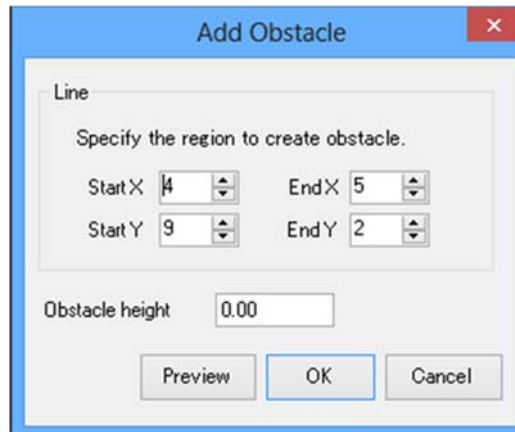 Add Obstacle
Line
Specify the region to create obstacle.
Start X 4 End X 5
Start Y 9 End Y 2
Obstacle height 0.00
Preview OK Cancel